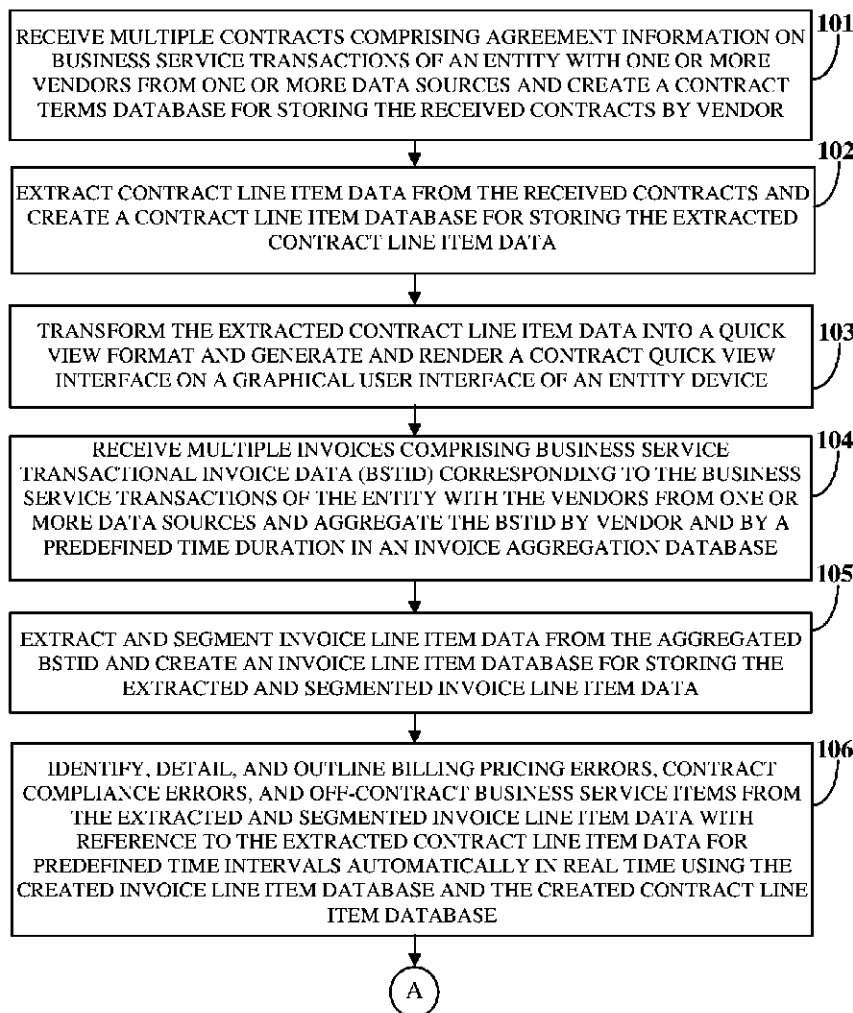 101
RECEIVE MULTIPLE CONTRACTS COMPRISING AGREEMENT INFORMATION ON
BUSINESS SERVICE TRANSACTIONS OF AN ENTITY WITH ONE OR MORE
VENDORS FROM ONE OR MORE DATA SOURCES AND CREATE A CONTRACT
TERMS DATABASE FOR STORING THE RECEIVED CONTRACTS BY VENDOR
102
EXTRACT CONTRACT LINE ITEM DATA FROM THE RECEIVED CONTRACTS AND
CREATE A CONTRACT LINE ITEM DATABASE FOR STORING THE EXTRACTED
CONTRACT LINE ITEM DATA
103
TRANSFORM THE EXTRACTED CONTRACT LINE ITEM DATA INTO A QUICK
VIEW FORMAT AND GENERATE AND RENDER A CONTRACT QUICK VIEW
INTERFACE ON A GRAPHICAL USER INTERFACE OF AN ENTITY DEVICE
104
RECEIVE MULTIPLE INVOICES COMPRISING BUSINESS SERVICE
TRANSACTIONAL INVOICE DATA (BSTID) CORRESPONDING TO THE BUSINESS
SERVICE TRANSACTIONS OF THE ENTITY WITH THE VENDORS FROM ONE OR
MORE DATA SOURCES AND AGGREGATE THE BSTID BY VENDOR AND BY A
PREDEFINED TIME DURATION IN AN INVOICE AGGREGATION DATABASE
105
EXTRACT AND SEGMENT INVOICE LINE ITEM DATA FROM THE AGGREGATED
BSTID AND CREATE AN INVOICE LINE ITEM DATABASE FOR STORING THE
EXTRACTED AND SEGMENTED INVOICE LINE ITEM DATA
106
IDENTIFY, DETAIL, AND OUTLINE BILLING PRICING ERRORS, CONTRACT
COMPLIANCE ERRORS, AND OFF-CONTRACT BUSINESS SERVICE ITEMS FROM
THE EXTRACTED AND SEGMENTED INVOICE LINE ITEM DATA WITH
REFERENCE TO THE EXTRACTED CONTRACT LINE ITEM DATA FOR
PREDEFINED TIME INTERVALS AUTOMATICALLY IN REAL TIME USING THE
CREATED INVOICE LINE ITEM DATABASE AND THE CREATED CONTRACT LINE
ITEM DATABASE
A